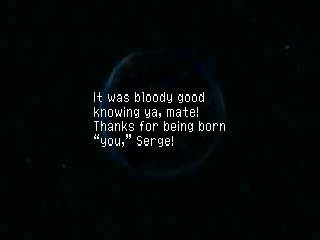 It was bloody good
knowing ya, mate!
Thanks for being born
“you,” Serge!